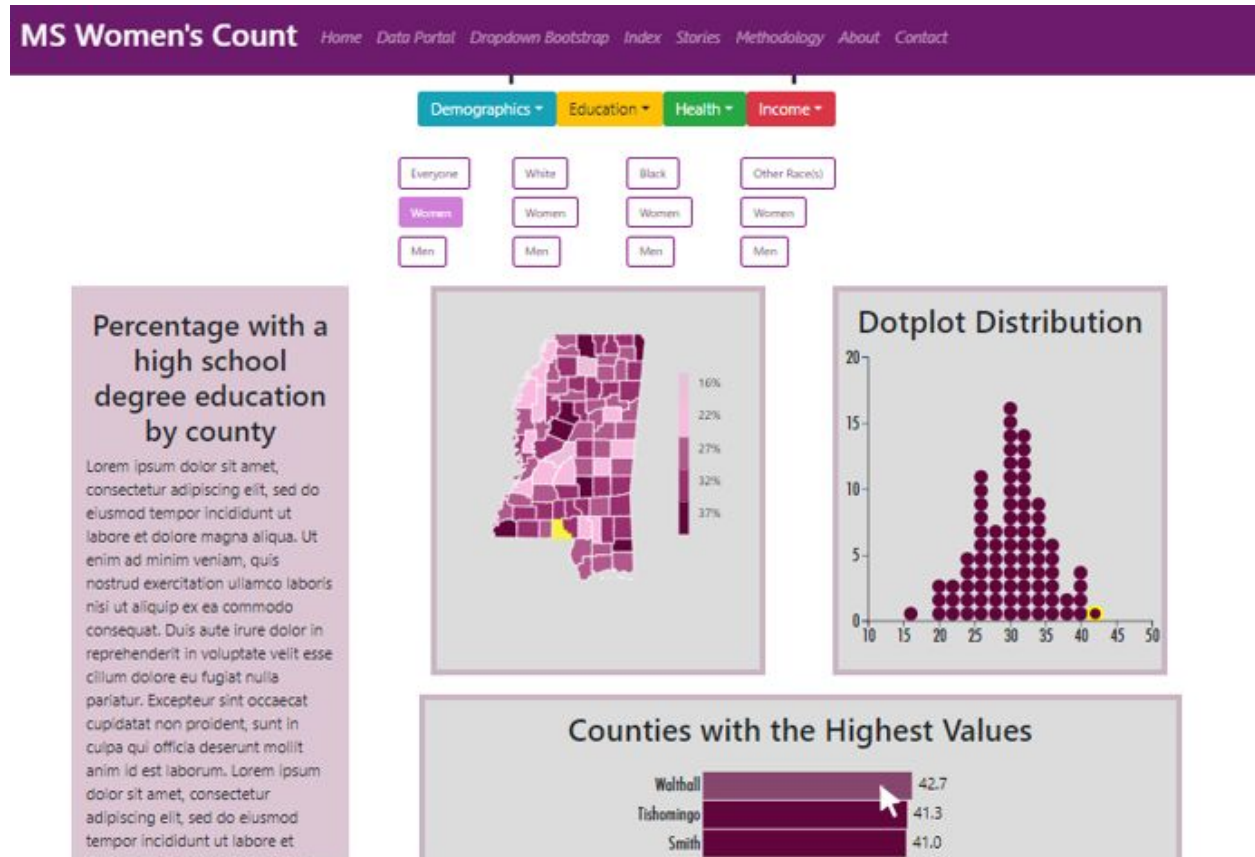 MS Women's Count Home Data Portal Dropdown Bootstrap Index Stories Methodology About Contact
Demographics Education Health Income
Everyone White Black Other Race(s)
Women Women Women Women
Men Men Men Men
Percentage with a
high school
degree education
by county
Lorem ipsum dolor sit amet,
consectetur adipiscing elit, sed do
eiusmod tempor incididunt ut
labore et dolore magna aliqua. Ut
enim ad minim veniam, quis
nostrud exercitation ullamco laboris
nisi ut aliquip ex ea commodo
consequat. Duis aute irure dolor in
reprehenderit in voluptate velit esse
cillum dolore eu fugiat nulla
pariatur. Excepteur sint occaecat
cupidatat non proident, sunt in
culpa qui officia deserunt mollit
anim id est laborum. Lorem ipsum
dolor sit amet, consectetur
adipiscing elit, sed do eiusmod
tempor incididunt ut labore et
16%
22%
27%
32%
37%
Dotplot Distribution
20
15
10
5
0
10 15 20 25 30 35 40 45 50
Counties with the Highest Values
Walthall 42.7
Tishomingo 41.3
Smith 41.0